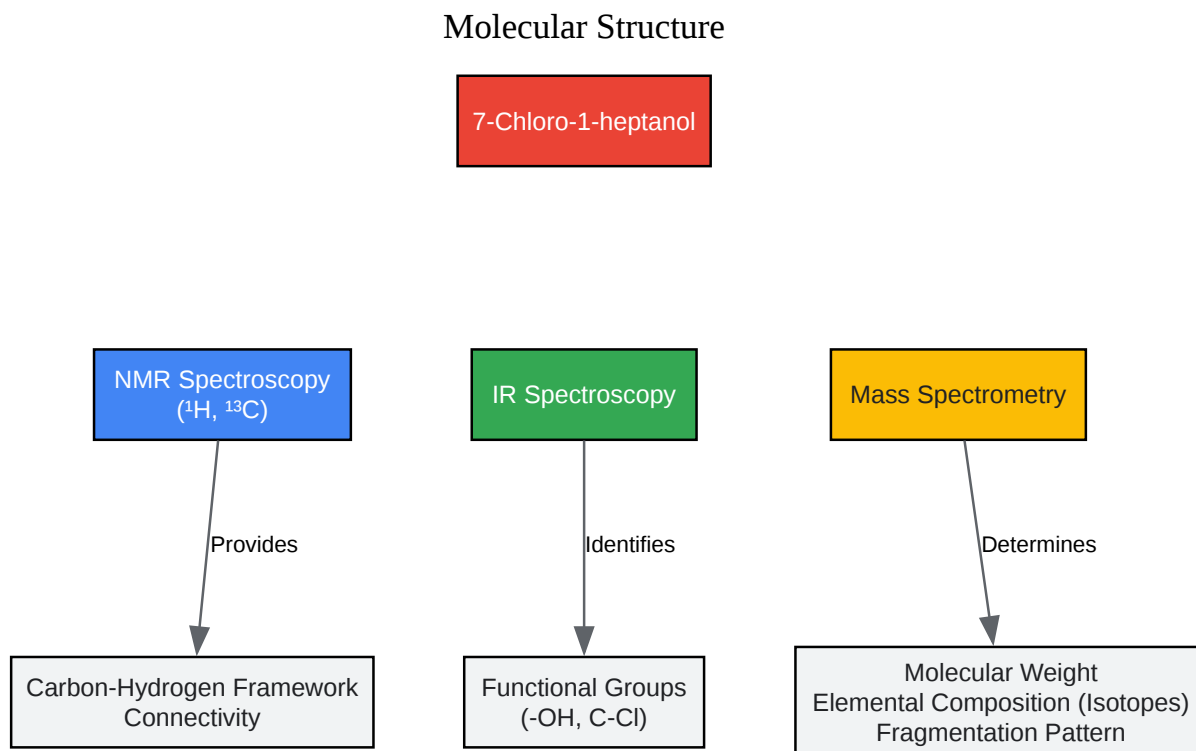 Molecular Structure
7-Chloro-1-heptanol
NMR Spectroscopy
(¹H, ¹³C)
IR Spectroscopy
Mass Spectrometry
Provides
Identifies
Determines
Carbon-Hydrogen Framework
Connectivity
Functional Groups
(-OH, C-Cl)
Molecular Weight
Elemental Composition (Isotopes)
Fragmentation Pattern